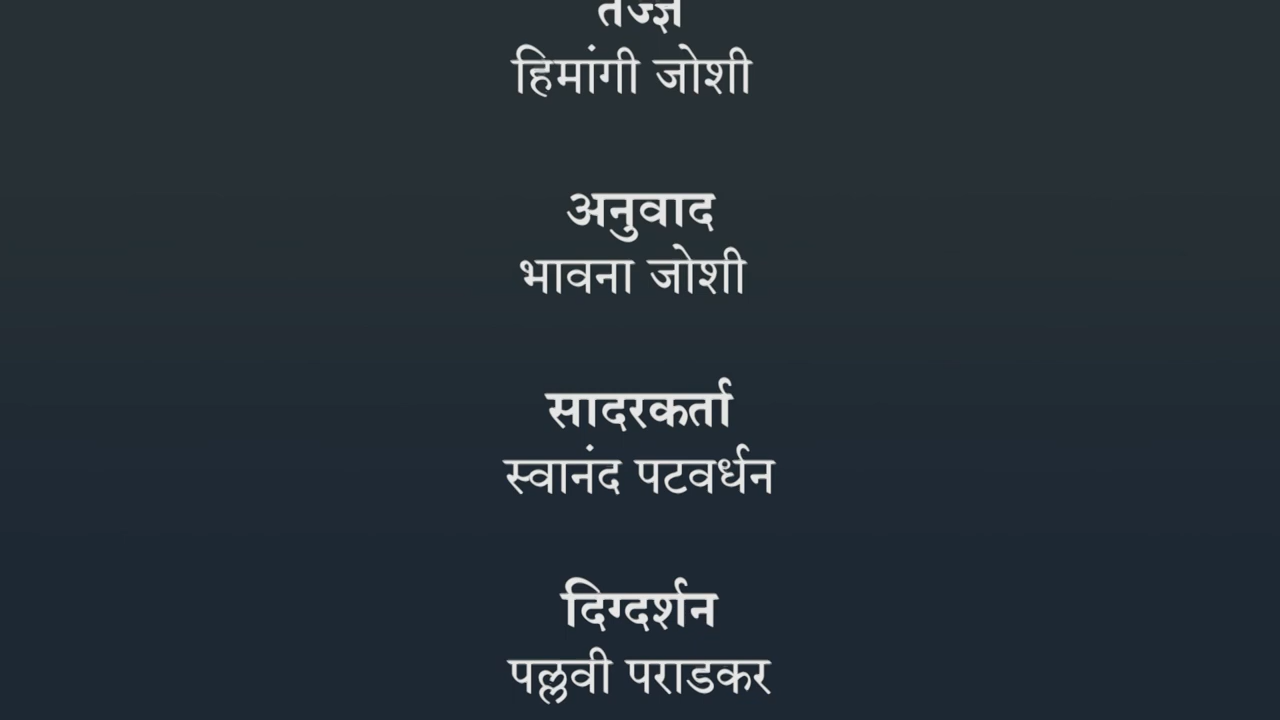 तज्ज्ञ
हिमांगी जोशी
अनुवाद
भावना जोशी
सादरकर्ता
स्वानंद पटवर्धन
दिग्दर्शन
पल्लवी पराडकर